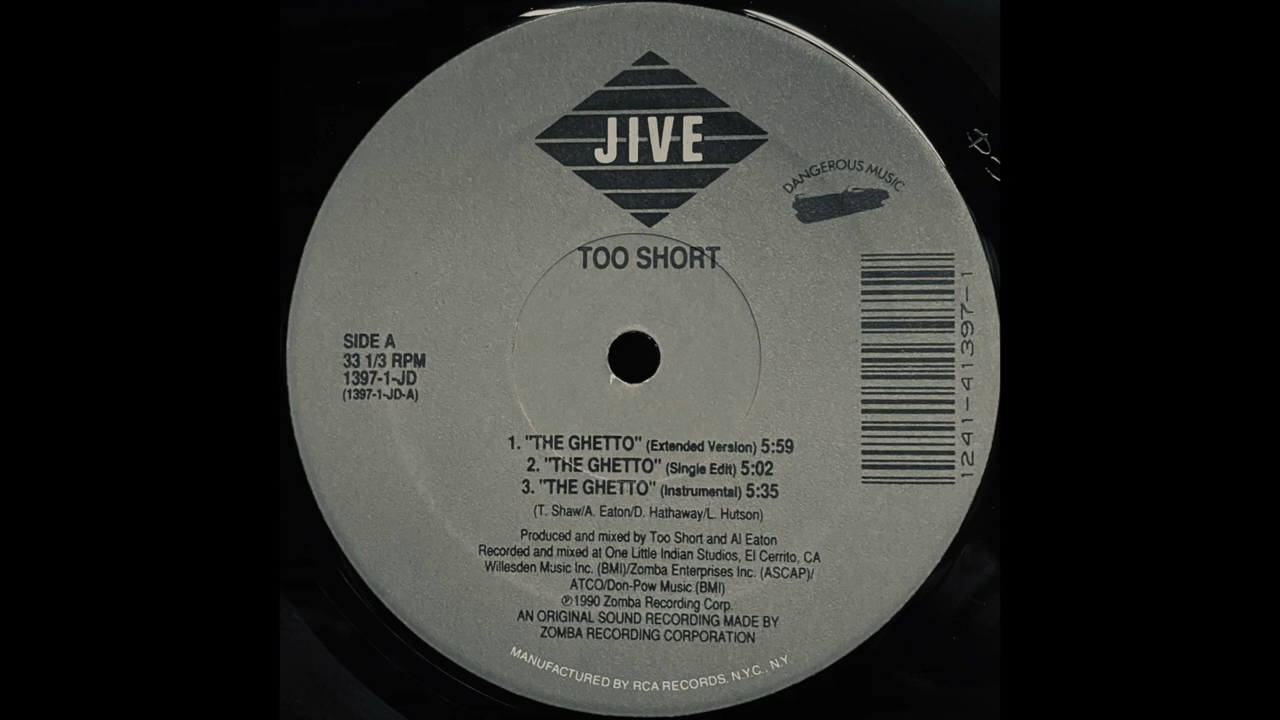 JIVE
DANGEROUS MUSIC
TOO SHORT
SIDE A
33 1/3 RPM
1397-1-JD
(1397-1-JD-A)
1241-41397-1
1. "THE GHETTO" (Extended Version) 5:59
2. "THE GHETTO" (Single Edit) 5:02
3. "THE GHETTO" (Instrumental) 5:35
(T. Shaw/A. Eaton/D. Hathaway/L. Hutson)
Produced and mixed by Too Short and Al Eaton
Recorded and mixed at One Little Indian Studios, El Cerrito, CA
Willesden Music Inc. (BMI)/Zomba Enterprises Inc. (ASCAP)/
ATCO/Don-Pow Music (BMI)
℗1990 Zomba Recording Corp.
AN ORIGINAL SOUND RECORDING MADE BY
ZOMBA RECORDING CORPORATION
MANUFACTURED BY RCA RECORDS, N.Y.C., N.Y.